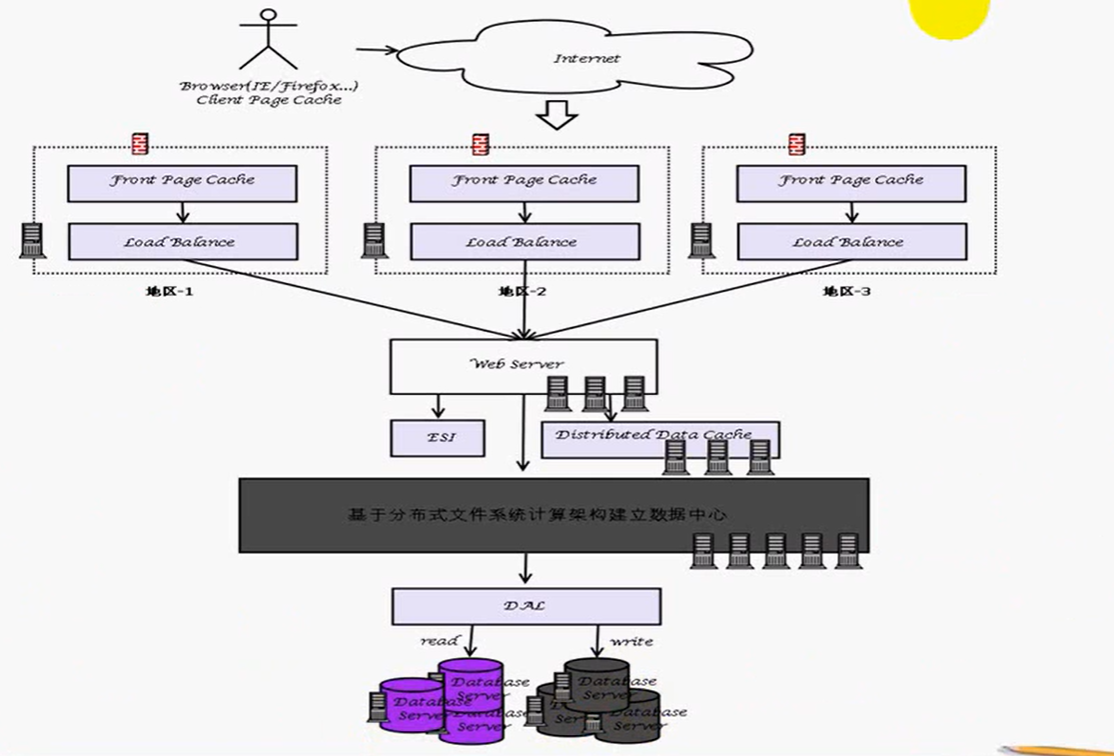 Internet
Browser(IE/Firefox...)
Client Page Cache
Front Page Cache
Front Page Cache
Front Page Cache
Load Balance
Load Balance
Load Balance
地区-1
地区-2
地区-3
Web Server
ESI
Distributed Data Cache
基于分布式文件系统计算架构建立数据中心
DAL
read
write
Database
Server
Database
Server
Database
Server
Database
Server
D
Ser
Database
Server